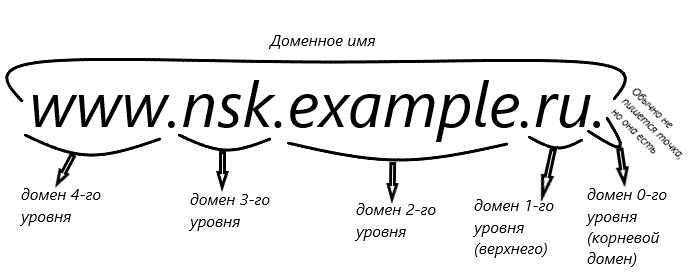 Доменное имя
www.nsk.example.ru.
Обычно не
пишется точка,
но она есть
домен 4-го
уровня
домен 3-го
уровня
домен 2-го
уровня
домен 1-го
уровня
(верхнего)
домен 0-го
уровня
(корневой
домен)